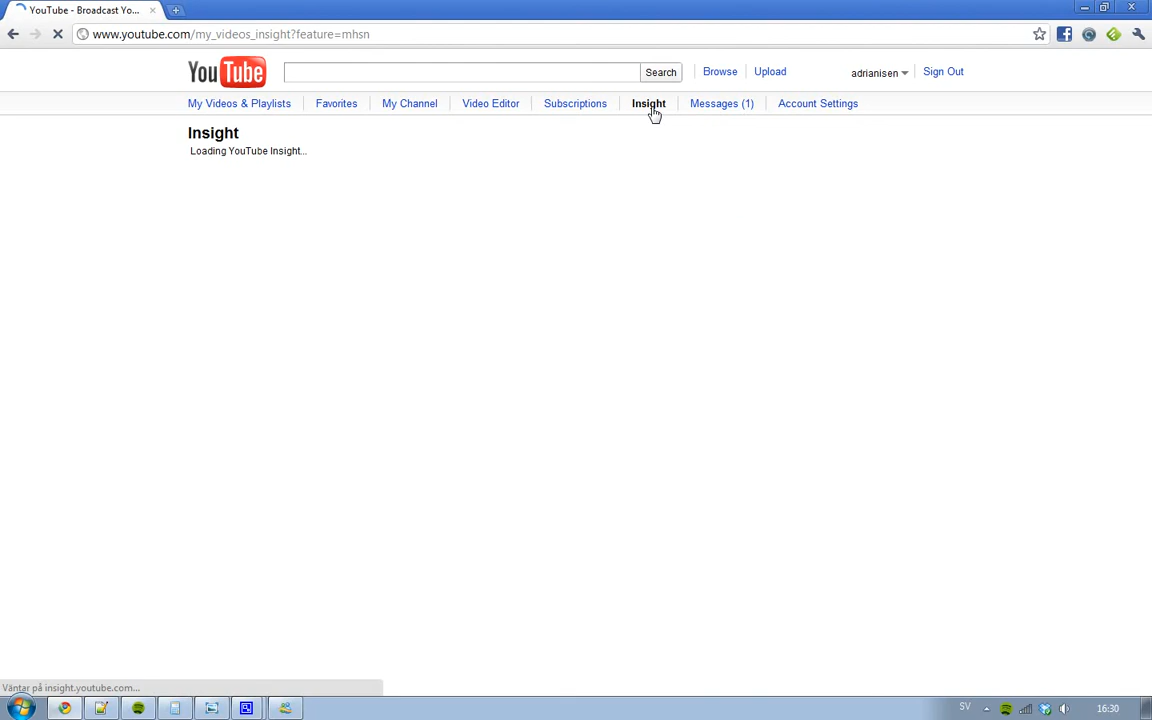 YouTube - Broadcast Yo...
www.youtube.com/my_videos_insight?feature=mhsn
YouTube Search Browse Upload adrianisen Sign Out
My Videos & Playlists Favorites My Channel Video Editor Subscriptions Insight Messages (1) Account Settings
Insight
Loading YouTube Insight...
Väntar på insight.youtube.com...
SV 16:30